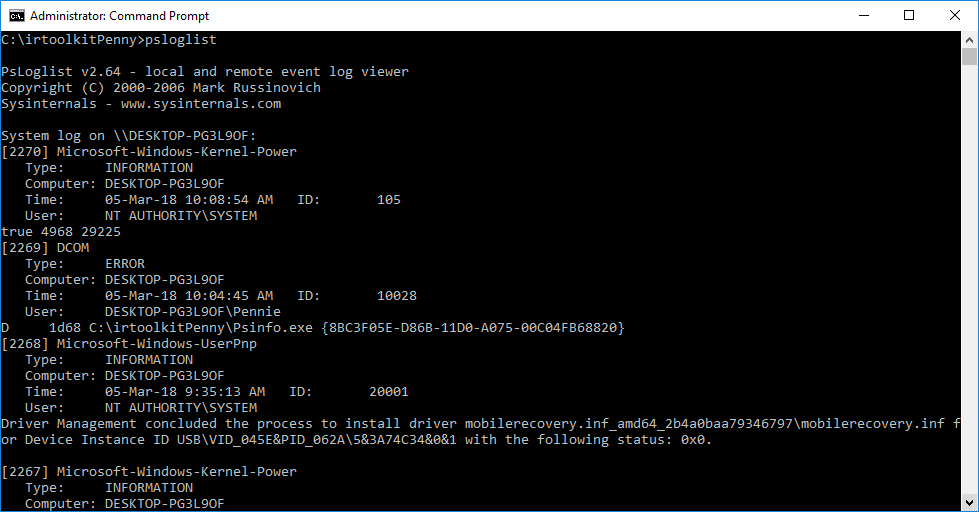 Administrator: Command Prompt
C:\irtoolkitPenny>psloglist
PsLoglist v2.64 - local and remote event log viewer
Copyright (C) 2000-2006 Mark Russinovich
Sysinternals - www.sysinternals.com
System log on \\DESKTOP-PG3L9OF:
[2270] Microsoft-Windows-Kernel-Power
Type:     INFORMATION
Computer: DESKTOP-PG3L9OF
Time:     05-Mar-18 10:08:54 AM   ID:       105
User:     NT AUTHORITY\SYSTEM
true 4968 29225
[2269] DCOM
Type:     ERROR
Computer: DESKTOP-PG3L9OF
Time:     05-Mar-18 10:04:45 AM   ID:       10028
User:     DESKTOP-PG3L9OF\Pennie
D     1d68 C:\irtoolkitPenny\Psinfo.exe {8BC3F05E-D86B-11D0-A075-00C04FB68820}
[2268] Microsoft-Windows-UserPnp
Type:     INFORMATION
Computer: DESKTOP-PG3L9OF
Time:     05-Mar-18 9:35:13 AM   ID:       20001
User:     NT AUTHORITY\SYSTEM
Driver Management concluded the process to install driver mobilerecovery.inf_amd64_2b4a0baa79346797\mobilerecovery.inf f
or Device Instance ID USB\VID_045E&PID_062A\5&3A74C34&0&1 with the following status: 0x0.
[2267] Microsoft-Windows-Kernel-Power
Type:     INFORMATION
Computer: DESKTOP-PG3L9OF